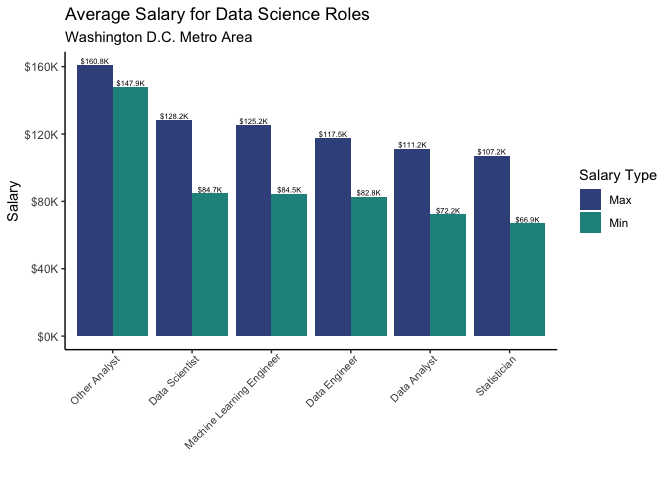 Average Salary for Data Science Roles
Washington D.C. Metro Area
Salary
$160K
$120K
$80K
$40K
$0K
$160.8K
$147.9K
$128.2K
$84.7K
$125.2K
$84.5K
$117.5K
$82.8K
$111.2K
$72.2K
$107.2K
$66.9K
Other Analyst
Data Scientist
Machine Learning Engineer
Data Engineer
Data Analyst
Statistician
Salary Type
Max
Min